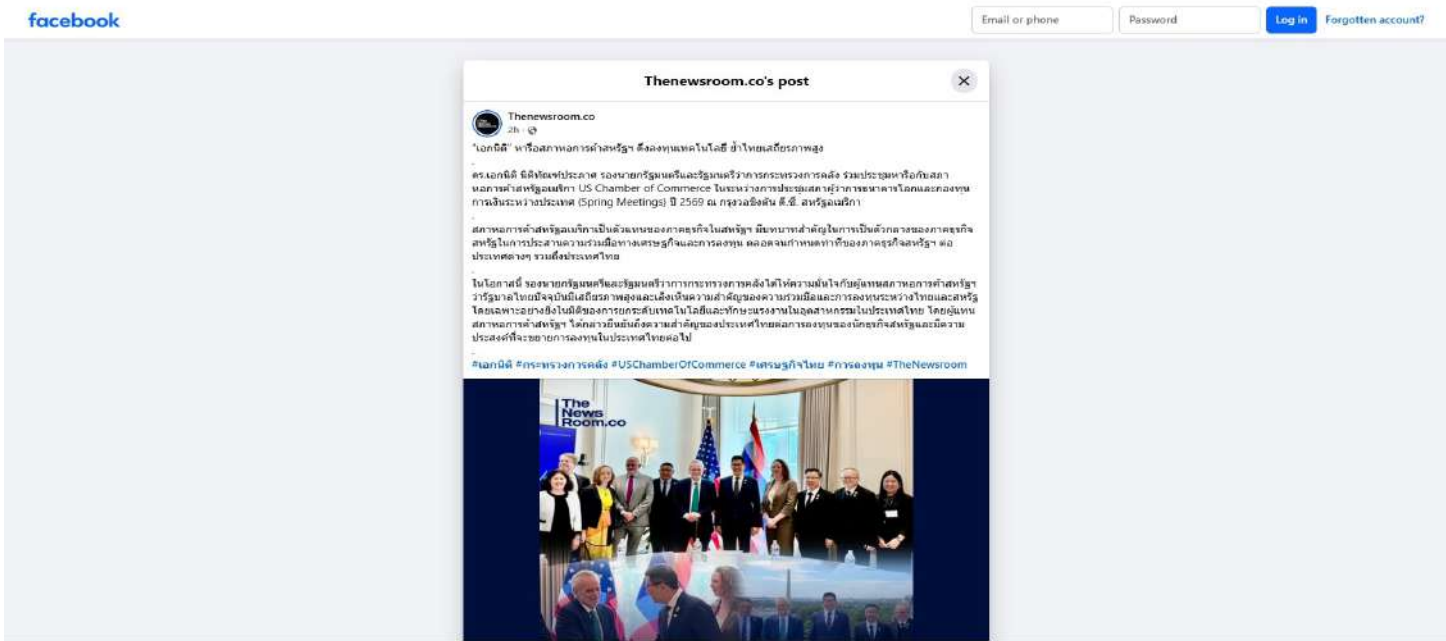 facebook
Email or phone
Password
Log in
Forgotten account?
Thenewsroom.co's post
Thenewsroom.co
2h
"เอกนิติ" หารือสภาหอการค้าสหรัฐฯ ดึงลงทุนเทคโนโลยี ย้ำไทยเสถียรภาพสูง
.
ดร.เอกนิติ นิติทัณฑ์ประภาศ รองนายกรัฐมนตรีและรัฐมนตรีว่าการกระทรวงการคลัง ร่วมประชุมหารือกับสภา
หอการค้าสหรัฐอเมริกา US Chamber of Commerce ในระหว่างการประชุมสภาผู้ว่าการธนาคารโลกและกองทุน
การเงินระหว่างประเทศ (Spring Meetings) ปี 2569 ณ กรุงวอชิงตัน ดี.ซี. สหรัฐอเมริกา
.
สภาหอการค้าสหรัฐอเมริกาเป็นตัวแทนของภาคธุรกิจในสหรัฐฯ มีบทบาทสำคัญในการเป็นตัวกลางของภาคธุรกิจ
สหรัฐในการประสานความร่วมมือทางเศรษฐกิจและการลงทุน ตลอดจนกำหนดท่าทีของภาคธุรกิจสหรัฐฯ ต่อ
ประเทศต่างๆ รวมถึงประเทศไทย
.
ในโอกาสนี้ รองนายกรัฐมนตรีและรัฐมนตรีว่าการกระทรวงการคลังได้ให้ความมั่นใจกับผู้แทนสภาหอการค้าสหรัฐฯ
ว่ารัฐบาลไทยปัจจุบันมีเสถียรภาพสูงและเล็งเห็นความสำคัญของความร่วมมือและการลงทุนระหว่างไทยและสหรัฐ
โดยเฉพาะอย่างยิ่งในมิติของการยกระดับเทคโนโลยีและทักษะแรงงานในอุตสาหกรรมในประเทศไทย โดยผู้แทน
สภาหอการค้าสหรัฐฯ ได้กล่าวยืนยันถึงความสำคัญของประเทศไทยต่อการลงทุนของนักธุรกิจสหรัฐและมีความ
ประสงค์ที่จะขยายการลงทุนในประเทศไทยต่อไป
.
#เอกนิติ #กระทรวงการคลัง #USChamberOfCommerce #เศรษฐกิจไทย #การลงทุน #TheNewsroom
The
News
Room.co